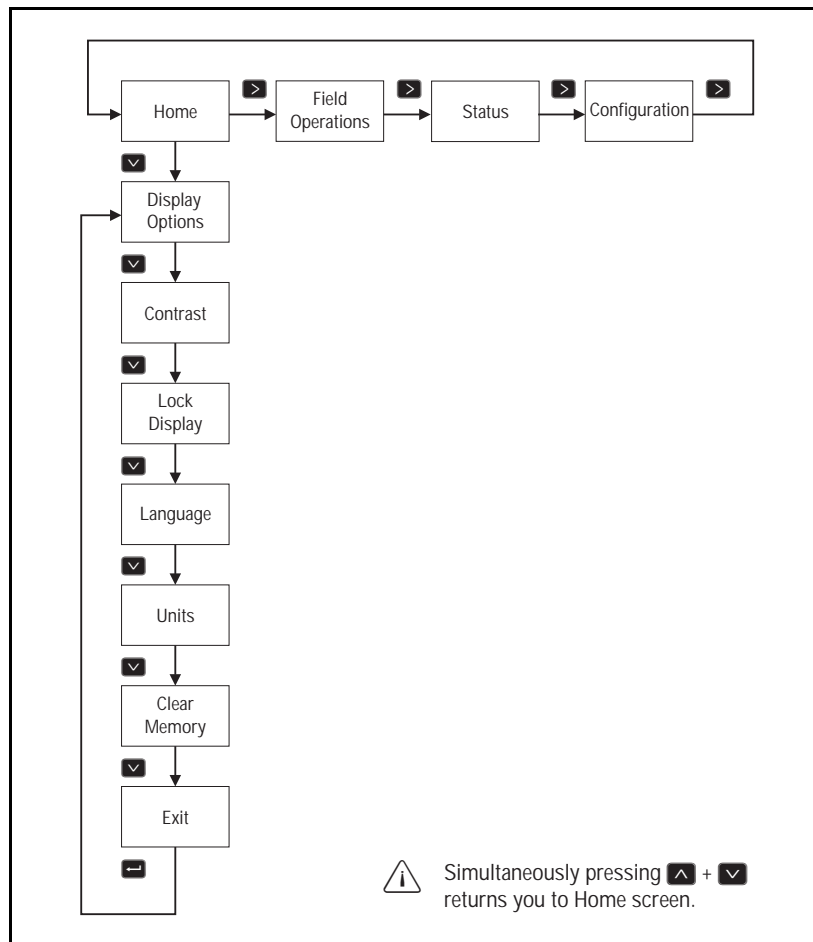 Home
Field
Operations
Status
Configuration
Display
Options
Contrast
Lock
Display
Language
Units
Clear
Memory
Exit
Simultaneously pressing + 
returns you to Home screen.